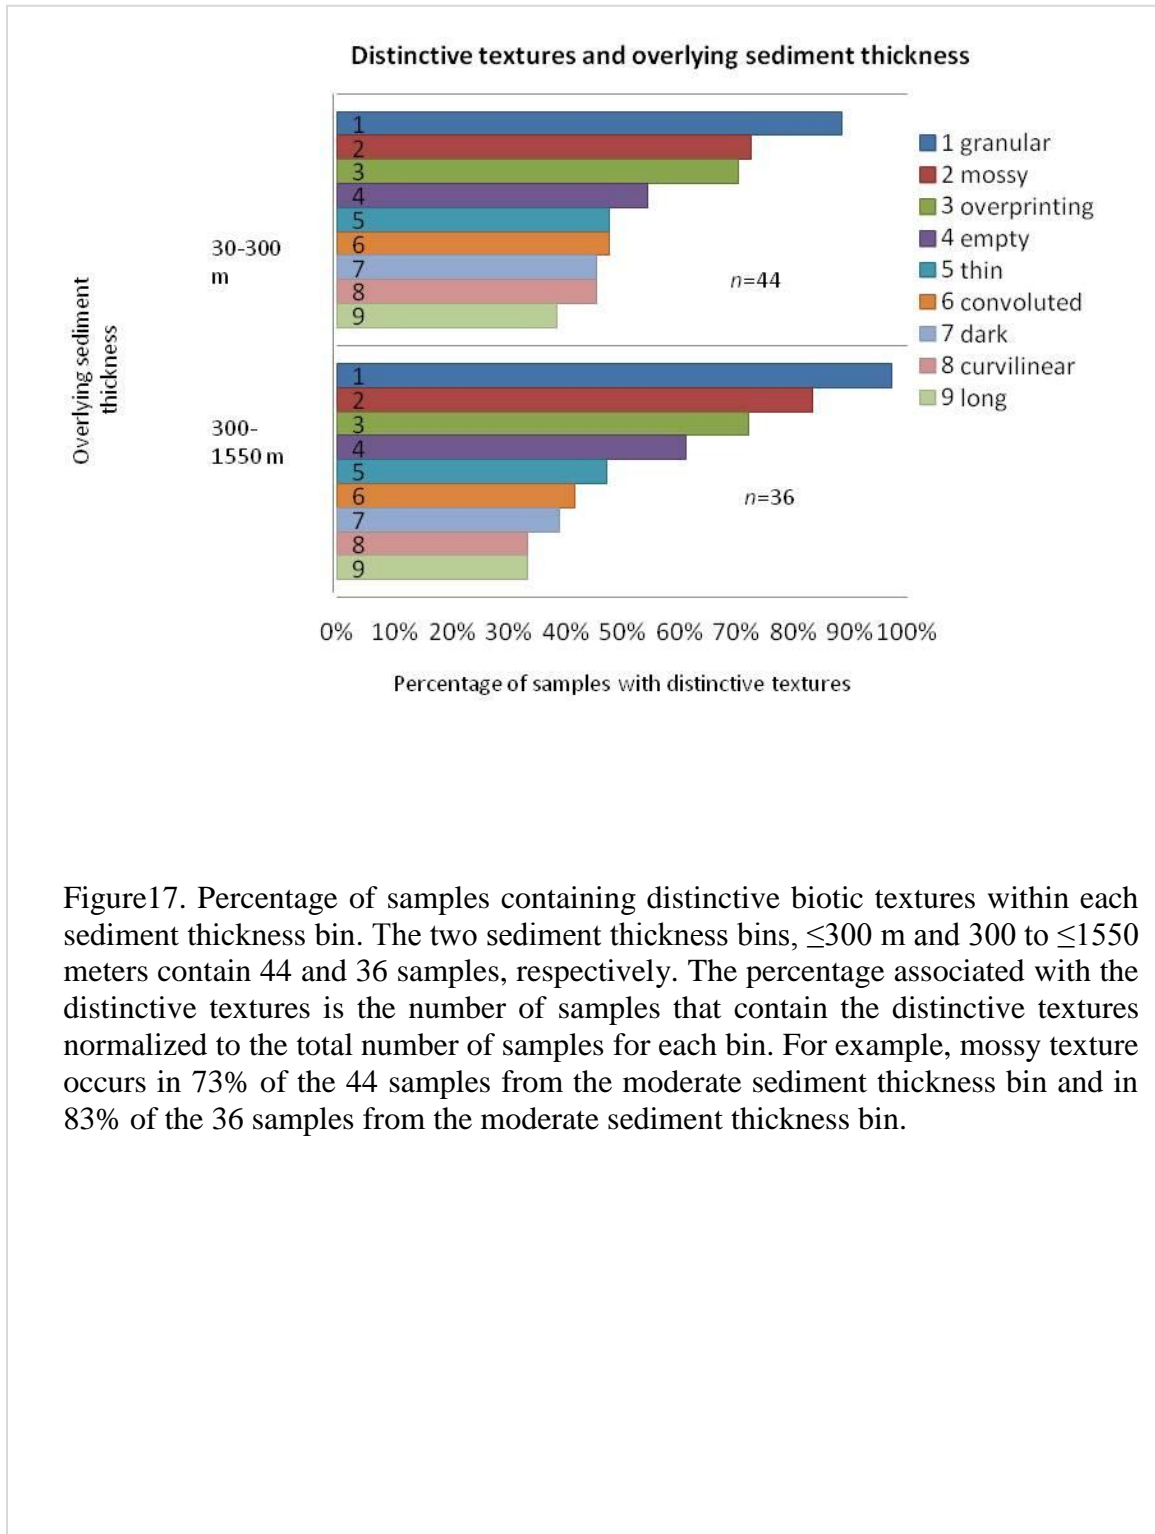 Distinctive textures and overlying sediment thickness
Overlying sediment
thickness
30-300
m
1
2
3
4
5
6
7
8
9
n=44
300-
1550 m
1
2
3
4
5
6
7
8
9
n=36
1 granular
2 mossy
3 overprinting
4 empty
5 thin
6 convoluted
7 dark
8 curvilinear
9 long
0% 10% 20% 30% 40% 50% 60% 70% 80% 90% 100%
Percentage of samples with distinctive textures
Figure17. Percentage of samples containing distinctive biotic textures within each
sediment thickness bin. The two sediment thickness bins, ≤300 m and 300 to ≤1550
meters contain 44 and 36 samples, respectively. The percentage associated with the
distinctive textures is the number of samples that contain the distinctive textures
normalized to the total number of samples for each bin. For example, mossy texture
occurs in 73% of the 44 samples from the moderate sediment thickness bin and in
83% of the 36 samples from the moderate sediment thickness bin.